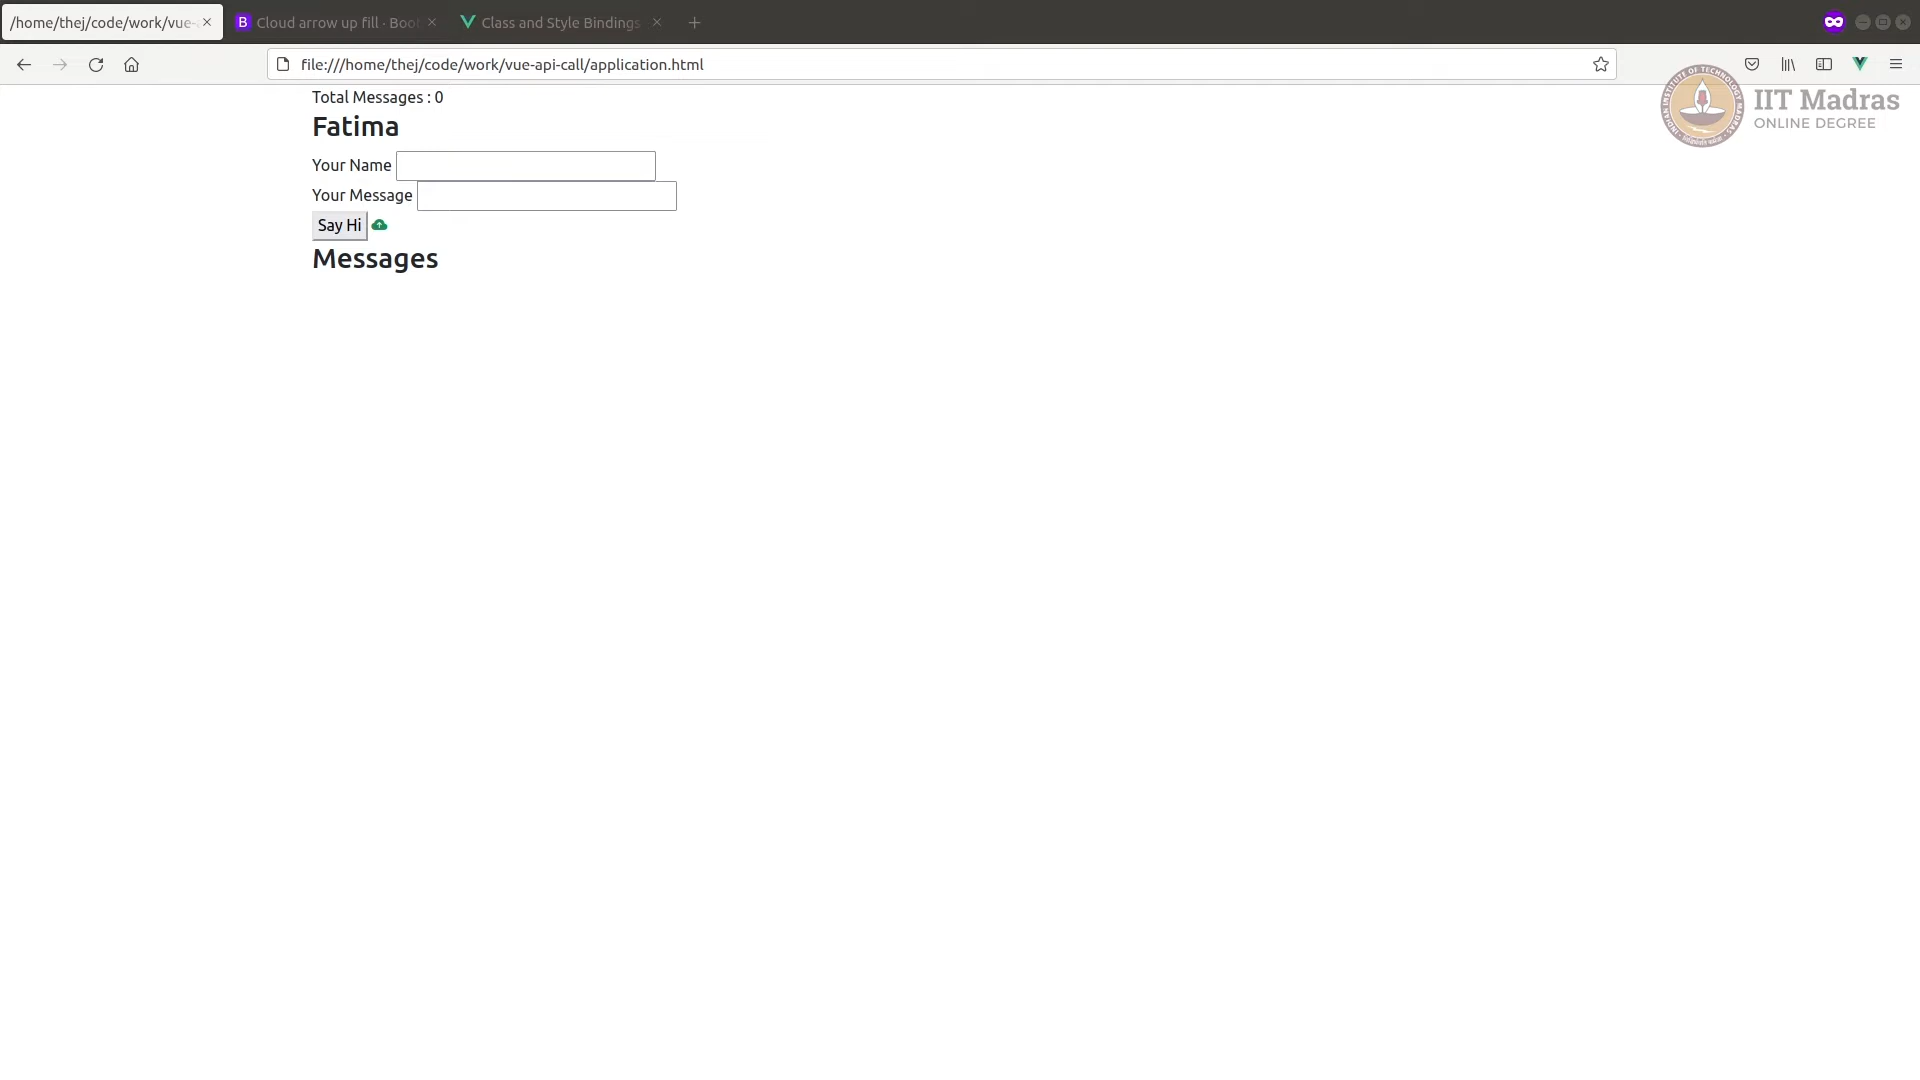 /home/thej/code/work/vue-
Cloud arrow up fill · Boo
Class and Style Bindings
file:///home/thej/code/work/vue-api-call/application.html
IIT Madras
ONLINE DEGREE
Total Messages : 0
Fatima
Your Name
Your Message
Say Hi
Messages